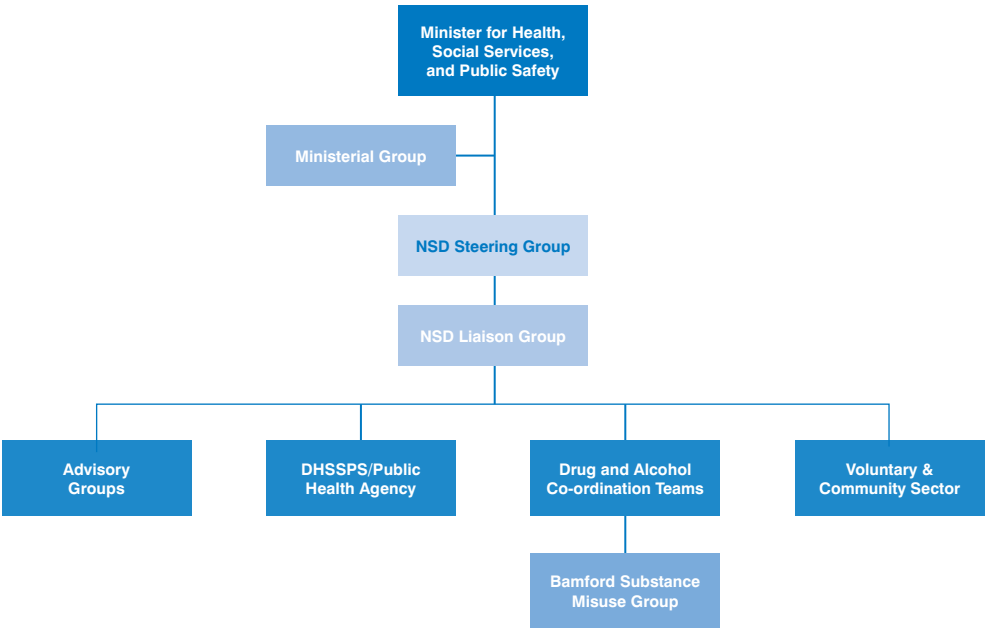 Minister for Health,
Social Services,
and Public Safety
Ministerial Group
NSD Steering Group
NSD Liaison Group
Advisory
Groups
DHSSPS/Public
Health Agency
Drug and Alcohol
Co-ordination Teams
Voluntary &
Community Sector
Bamford Substance
Misuse Group